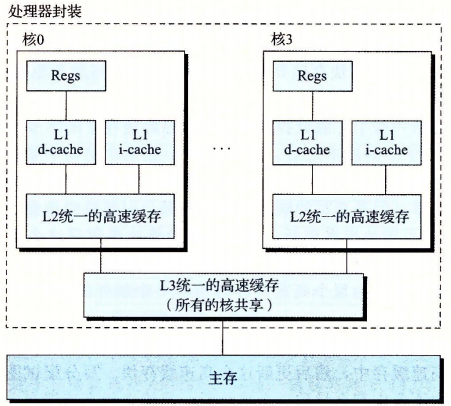 处理器封装
核0
核3
Regs
Regs
L1
d-cache
L1
i-cache
...
L1
d-cache
L1
i-cache
L2统一的高速缓存
L2统一的高速缓存
L3统一的高速缓存
（所有的核共享）
主存